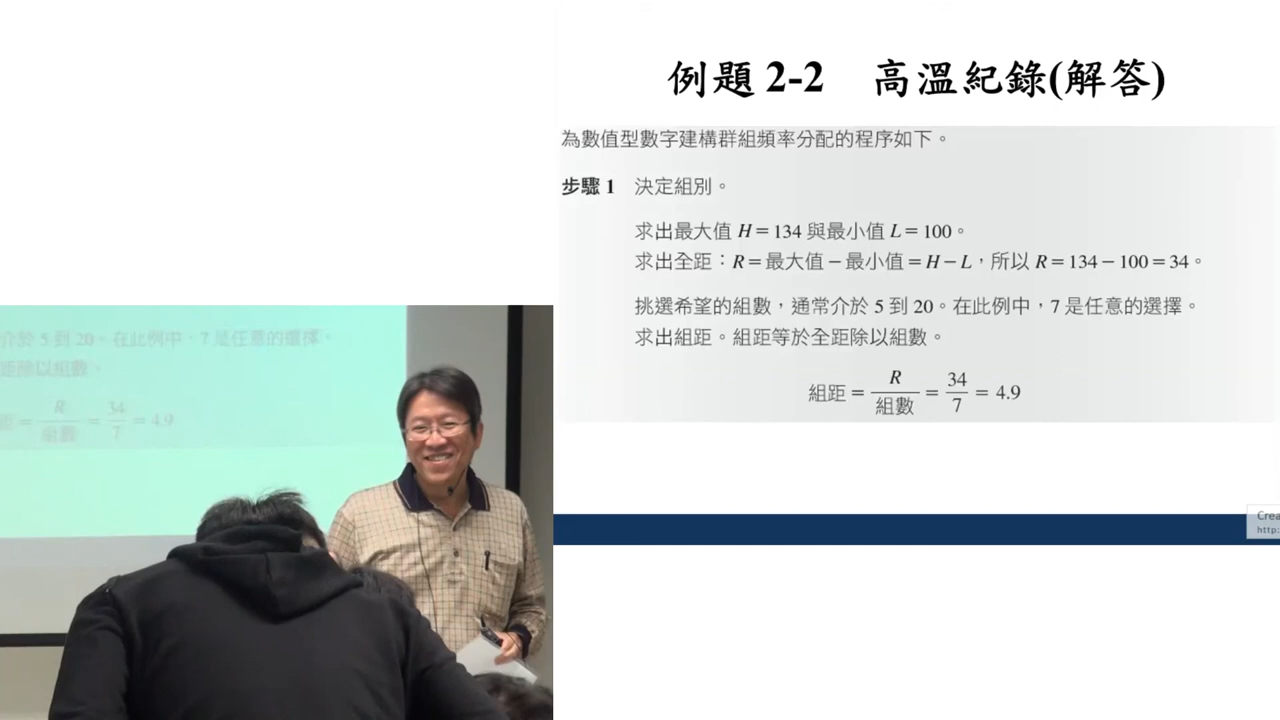 例題 2-2 高溫紀錄(解答)
為數值型數字建構群組頻率分配的程序如下。
步驟 1 決定組別。
求出最大值 H = 134 與最小值 L = 100。
求出全距：R = 最大值 − 最小值 = H − L，所以 R = 134 − 100 = 34。
挑選希望的組數，通常介於 5 到 20。在此例中，7 是任意的選擇。
求出組距。組距等於全距除以組數。
組距 = R/組數 = 34/7 = 4.9
介於 5 到 20。在此例中，7 是任意的選擇。
距除以組數。
距 = R/組數 = 34/7 = 4.9
Crea
http: